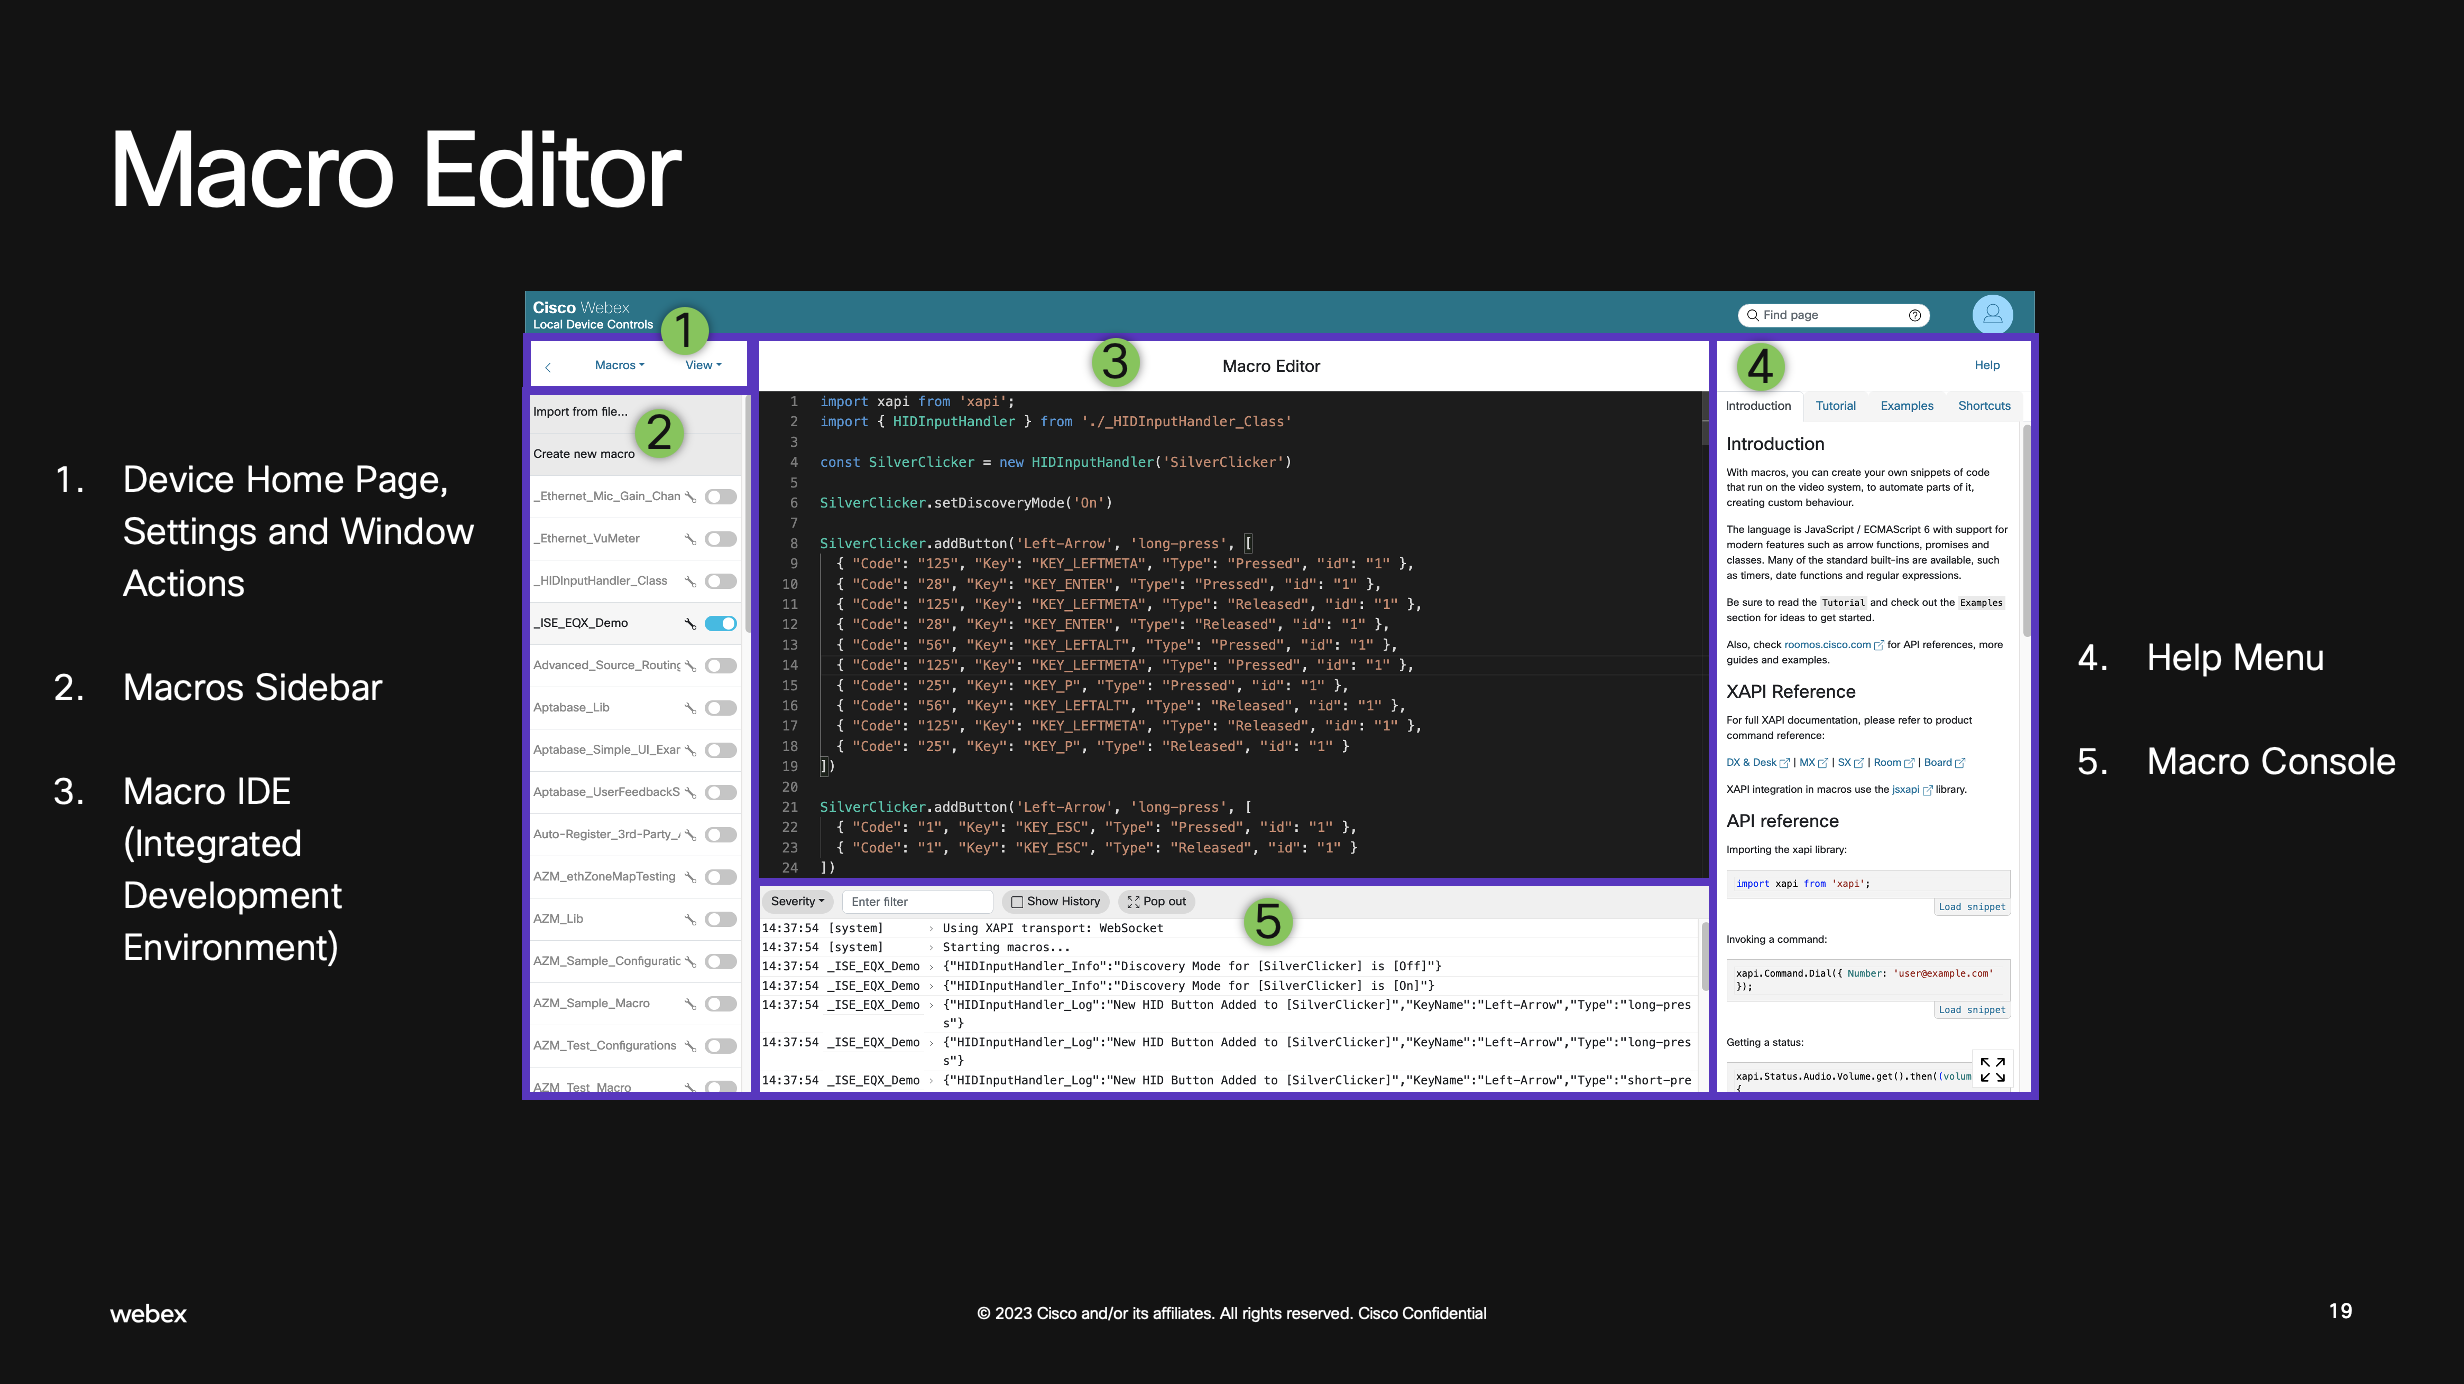 Macro Editor
1. Device Home Page,
Settings and Window
Actions
2. Macros Sidebar
3. Macro IDE
(Integrated
Development
Environment)
Cisco Webex
Local Device Controls
Find page
1
Macros
View
2
Import from file...
Create new macro
_Ethernet_Mic_Gain_Chan
_Ethernet_VuMeter
_HIDInputHandler_Class
_ISE_EQX_Demo
Advanced_Source_Routing
Aptabase_Lib
Aptabase_Simple_UI_Exar
Aptabase_UserFeedbackS
Auto-Register_3rd-Party_
AZM_ethZoneMapTesting
AZM_Lib
AZM_Sample_Configuratic
AZM_Sample_Macro
AZM_Test_Configurations
AZM_Test_Macro
3
Macro Editor
1 import xapi from 'xapi';
2 import { HIDInputHandler } from './_HIDInputHandler_Class'
3
4 const SilverClicker = new HIDInputHandler('SilverClicker')
5
6 SilverClicker.setDiscoveryMode('On')
7
8 SilverClicker.addButton('Left-Arrow', 'long-press', [
9 { "Code": "125", "Key": "KEY_LEFTMETA", "Type": "Pressed", "id": "1" },
10 { "Code": "28", "Key": "KEY_ENTER", "Type": "Pressed", "id": "1" },
11 { "Code": "125", "Key": "KEY_LEFTMETA", "Type": "Released", "id": "1" },
12 { "Code": "28", "Key": "KEY_ENTER", "Type": "Released", "id": "1" },
13 { "Code": "56", "Key": "KEY_LEFTALT", "Type": "Pressed", "id": "1" },
14 { "Code": "125", "Key": "KEY_LEFTMETA", "Type": "Pressed", "id": "1" },
15 { "Code": "25", "Key": "KEY_P", "Type": "Pressed", "id": "1" },
16 { "Code": "56", "Key": "KEY_LEFTALT", "Type": "Released", "id": "1" },
17 { "Code": "125", "Key": "KEY_LEFTMETA", "Type": "Released", "id": "1" },
18 { "Code": "25", "Key": "KEY_P", "Type": "Released", "id": "1" }
19 ])
20
21 SilverClicker.addButton('Left-Arrow', 'long-press', [
22 { "Code": "1", "Key": "KEY_ESC", "Type": "Pressed", "id": "1" },
23 { "Code": "1", "Key": "KEY_ESC", "Type": "Released", "id": "1" }
24 ])
Severity
Enter filter
Show History
Pop out
5
14:37:54 [system] › Using XAPI transport: WebSocket
14:37:54 [system] › Starting macros...
14:37:54 _ISE_EQX_Demo › {"HIDInputHandler_Info":"Discovery Mode for [SilverClicker] is [Off]"}
14:37:54 _ISE_EQX_Demo › {"HIDInputHandler_Info":"Discovery Mode for [SilverClicker] is [On]"}
14:37:54 _ISE_EQX_Demo › {"HIDInputHandler_Log":"New HID Button Added to [SilverClicker]","KeyName":"Left-Arrow","Type":"long-pres
s"}
14:37:54 _ISE_EQX_Demo › {"HIDInputHandler_Log":"New HID Button Added to [SilverClicker]","KeyName":"Left-Arrow","Type":"long-pres
s"}
14:37:54 _ISE_EQX_Demo › {"HIDInputHandler_Log":"New HID Button Added to [SilverClicker]","KeyName":"Left-Arrow","Type":"short-pre
4
Help
Introduction Tutorial Examples Shortcuts
Introduction
With macros, you can create your own snippets of code
that run on the video system, to automate parts of it,
creating custom behaviour.
The language is JavaScript / ECMAScript 6 with support for
modern features such as arrow functions, promises and
classes. Many of the standard built-ins are available, such
as timers, date functions and regular expressions.
Be sure to read the Tutorial and check out the Examples
section for ideas to get started.
Also, check roomos.cisco.com for API references, more
guides and examples.
XAPI Reference
For full XAPI documentation, please refer to product
command reference:
DX & Desk | MX | SX | Room | Board
XAPI integration in macros use the jsxapi library.
API reference
Importing the xapi library:
import xapi from 'xapi';
Load snippet
Invoking a command:
xapi.Command.Dial({ Number: 'user@example.com'
});
Load snippet
Getting a status:
xapi.Status.Audio.Volume.get().then((volum
{
4. Help Menu
5. Macro Console
webex
© 2023 Cisco and/or its affiliates. All rights reserved. Cisco Confidential
19